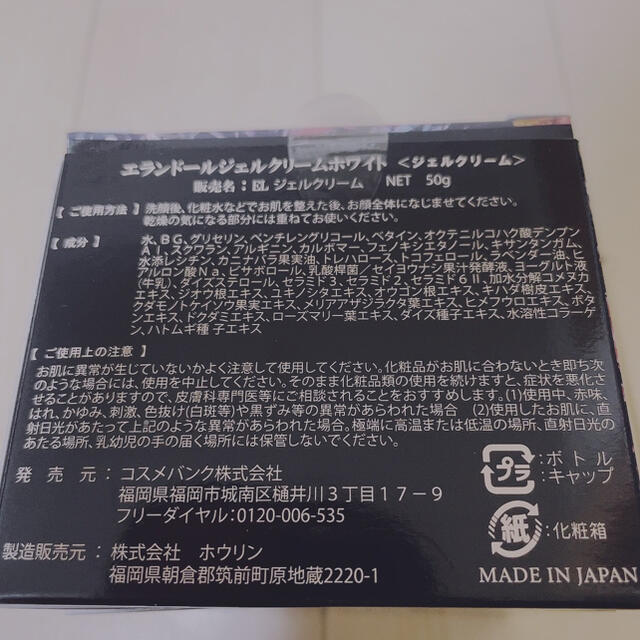 エランドールジェルクリームホワイト <ジェルクリーム>
販売名:EL ジェルクリーム NET 50g
【 ご使用方法 】 洗顔後、化粧水などでお肌を整えた後、お顔全体になじませてください。
乾燥の気になる部分には重ねてお使いください。
【 成分 】 水、ＢＧ、グリセリン、ペンチレングリコール、ベタイン、オクテニルコハク酸デンプン
Ａｌ、スクワラン、アルギニン、カルボマー、フェノキシエタノール、キサンタンガム、
水添レシチン、カニナバラ果実油、トレハロース、トコフェロール、ラベンダー油、ヒ
アルロン酸Ｎａ、ビサボロール、乳酸桿菌／セイヨウナシ果汁発酵液、ヨーグルト液
(牛乳)、ダイズステロール、セラミド３、セラミド２、セラミド６Ⅱ、加水分解コメヌカ
エキス、ジオウ根エキス、ユキノシタエキス、オウゴン根エキス、キハダ樹皮エキス、
クダモノトケイソウ果実エキス、メリアアザジラクタ葉エキス、ヒメフウロエキス、ボタ
ンエキス、ドクダミエキス、ローズマリー葉エキス、ダイズ種子エキス、水溶性コラーゲ
ン、ハトムギ種 子エキス
【 ご使用上の注意 】
お肌に異常が生じていないかよく注意して使用してください。化粧品がお肌に合わないとき即ち次
のような場合には、使用を中止してください。そのまま化粧品類の使用を続けますと、症状を悪化さ
せることがありますので、皮膚科専門医等にご相談されることをおすすめします。(1)使用中、赤味、
はれ、かゆみ、刺激、色抜け(白斑等)や黒ずみ等の異常があらわれた場合 (2)使用したお肌に、直
射日光があたって上記のような異常があらわれた場合。極端に高温または低温の場所、直射日光の
あたる場所、乳幼児の手の届く場所には保管しないでください。
発 売 元 : コスメバンク株式会社
福岡県福岡市城南区樋井川３丁目１７－９
フリーダイヤル:0120-006-535
製造販売元 : 株式会社 ホウリン
福岡県朝倉郡筑前町原地蔵2220-1
プラ :ボトル
キャップ
紙 :化粧箱
MADE IN JAPAN